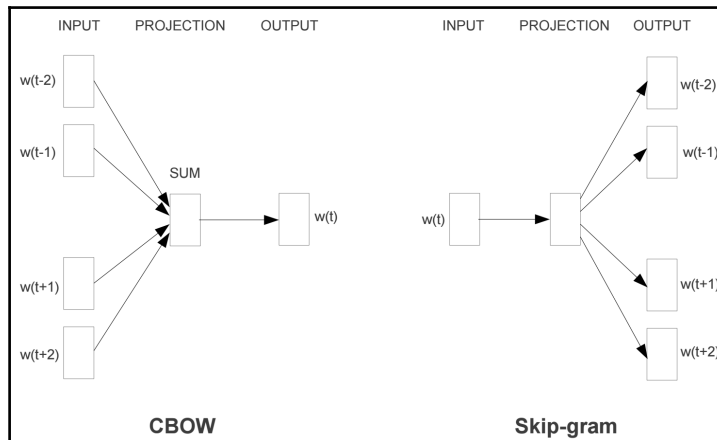 INPUT PROJECTION OUTPUT
w(t-2)
w(t-1)
SUM
w(t)
w(t+1)
w(t+2)
CBOW
INPUT PROJECTION OUTPUT
w(t-2)
w(t-1)
w(t)
w(t+1)
w(t+2)
Skip-gram